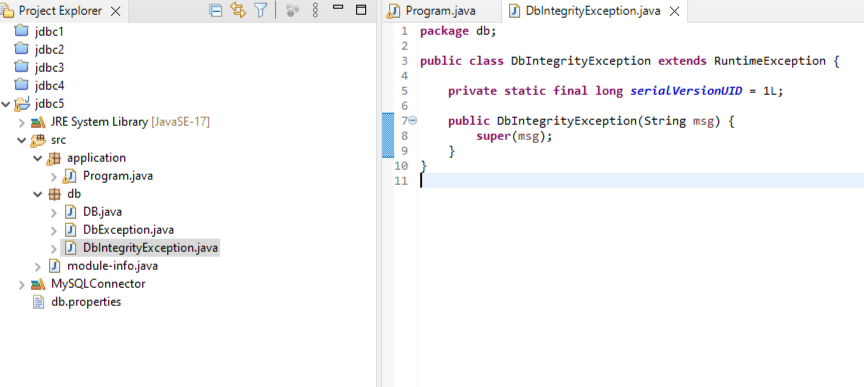 Project Explorer
jdbc1
jdbc2
jdbc3
jdbc4
jdbc5
JRE System Library [JavaSE-17]
src
application
Program.java
db
DB.java
DbException.java
DbIntegrityException.java
module-info.java
MySQLConnector
db.properties
Program.java
DbIntegrityException.java
1 package db;
2
3 public class DbIntegrityException extends RuntimeException {
4
5 private static final long serialVersionUID = 1L;
6
7 public DbIntegrityException(String msg) {
8 super(msg);
9 }
10 }
11